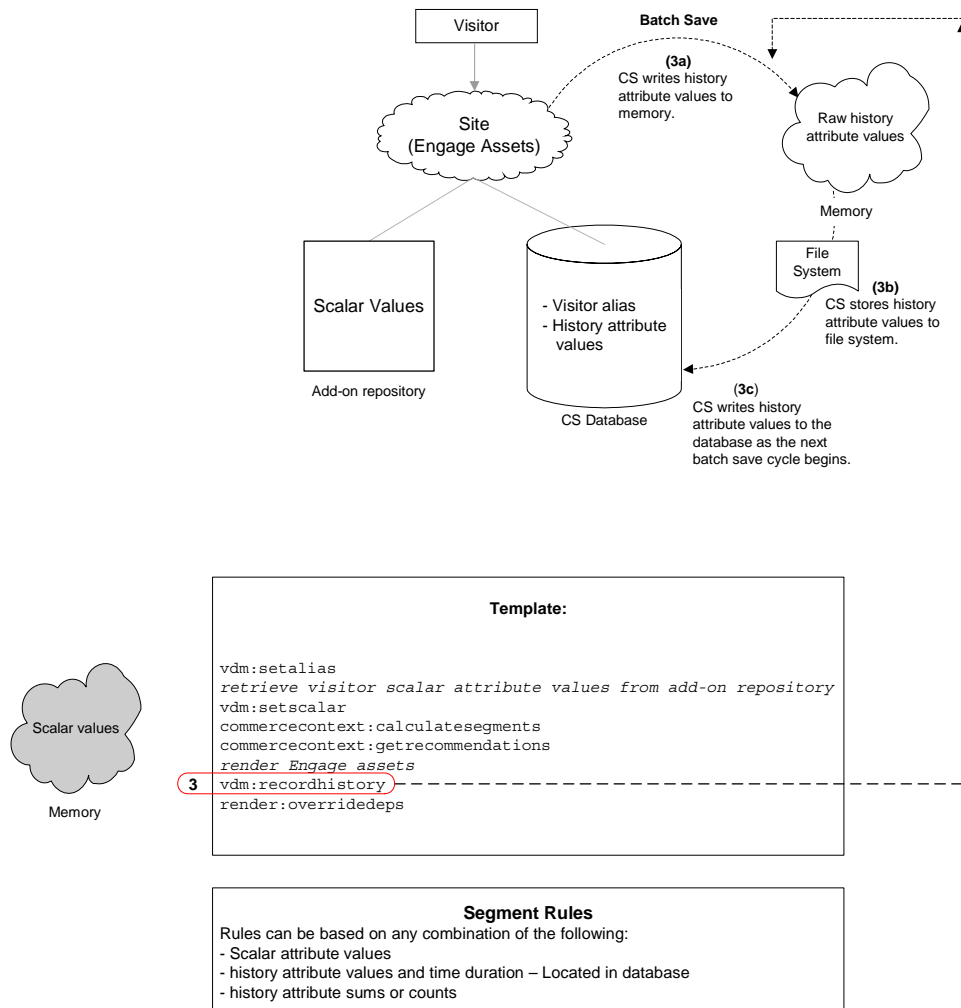 Visitor
Batch Save
(3a)
CS writes history
attribute values to
memory.
Site
(Engage Assets)
Raw history
attribute values
Memory
File
System
(3b)
CS stores history
attribute values to
file system.
Scalar Values
Add-on repository
- Visitor alias
- History attribute
values
CS Database
(3c)
CS writes history
attribute values to the
database as the next
batch save cycle begins.
Template:
vdm:setalias
retrieve visitor scalar attribute values from add-on repository
vdm:setscalar
commercecontext:calculatesegments
commercecontext:getrecommendations
render Engage assets
3 vdm:recordhistory
render:overridedeps
Scalar values
Memory
Segment Rules
Rules can be based on any combination of the following:
- Scalar attribute values
- history attribute values and time duration – Located in database
- history attribute sums or counts